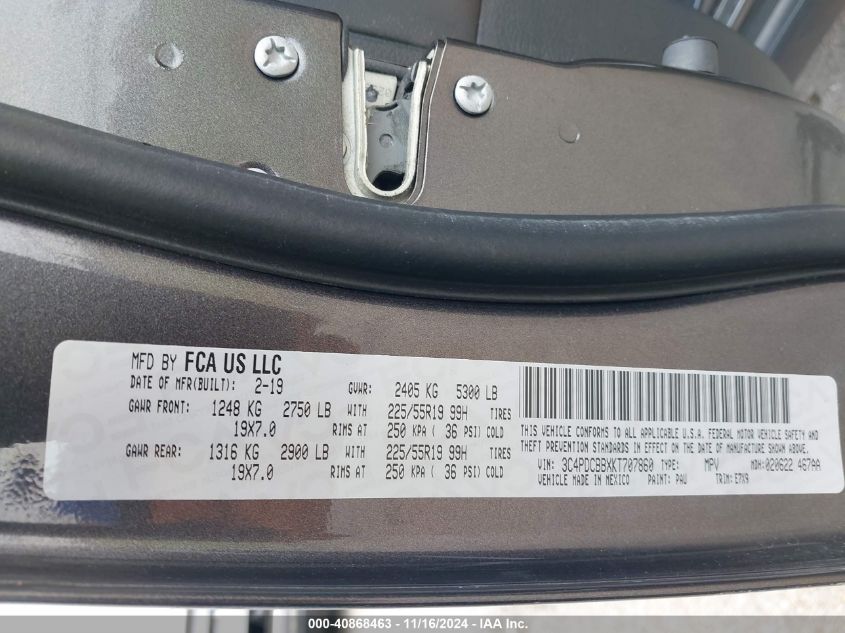 MFD BY FCA US LLC
DATE OF MFR(BUILT): 2-19 GVWR: 2405 KG 5300 LB
GAWR FRONT: 1248 KG 2750 LB WITH 225/55R19 99H TIRES
19X7.0 RIMS AT 250 KPA ( 36 PSI) COLD
GAWR REAR: 1316 KG 2900 LB WITH 225/55R19 99H TIRES
19X7.0 RIMS AT 250 KPA ( 36 PSI) COLD
THIS VEHICLE CONFORMS TO ALL APPLICABLE U.S.A. FEDERAL MOTOR VEHICLE SAFETY AND
THEFT PREVENTION STANDARDS IN EFFECT ON THE DATE OF MANUFACTURE SHOWN ABOVE.
VIN: 3C4PDCBBXKT707860 TYPE: MPV MDH: 020622 467AA
VEHICLE MADE IN MEXICO PAINT: PAU TRIM: E7X9
000-40868463 - 11/16/2024 - IAA Inc.